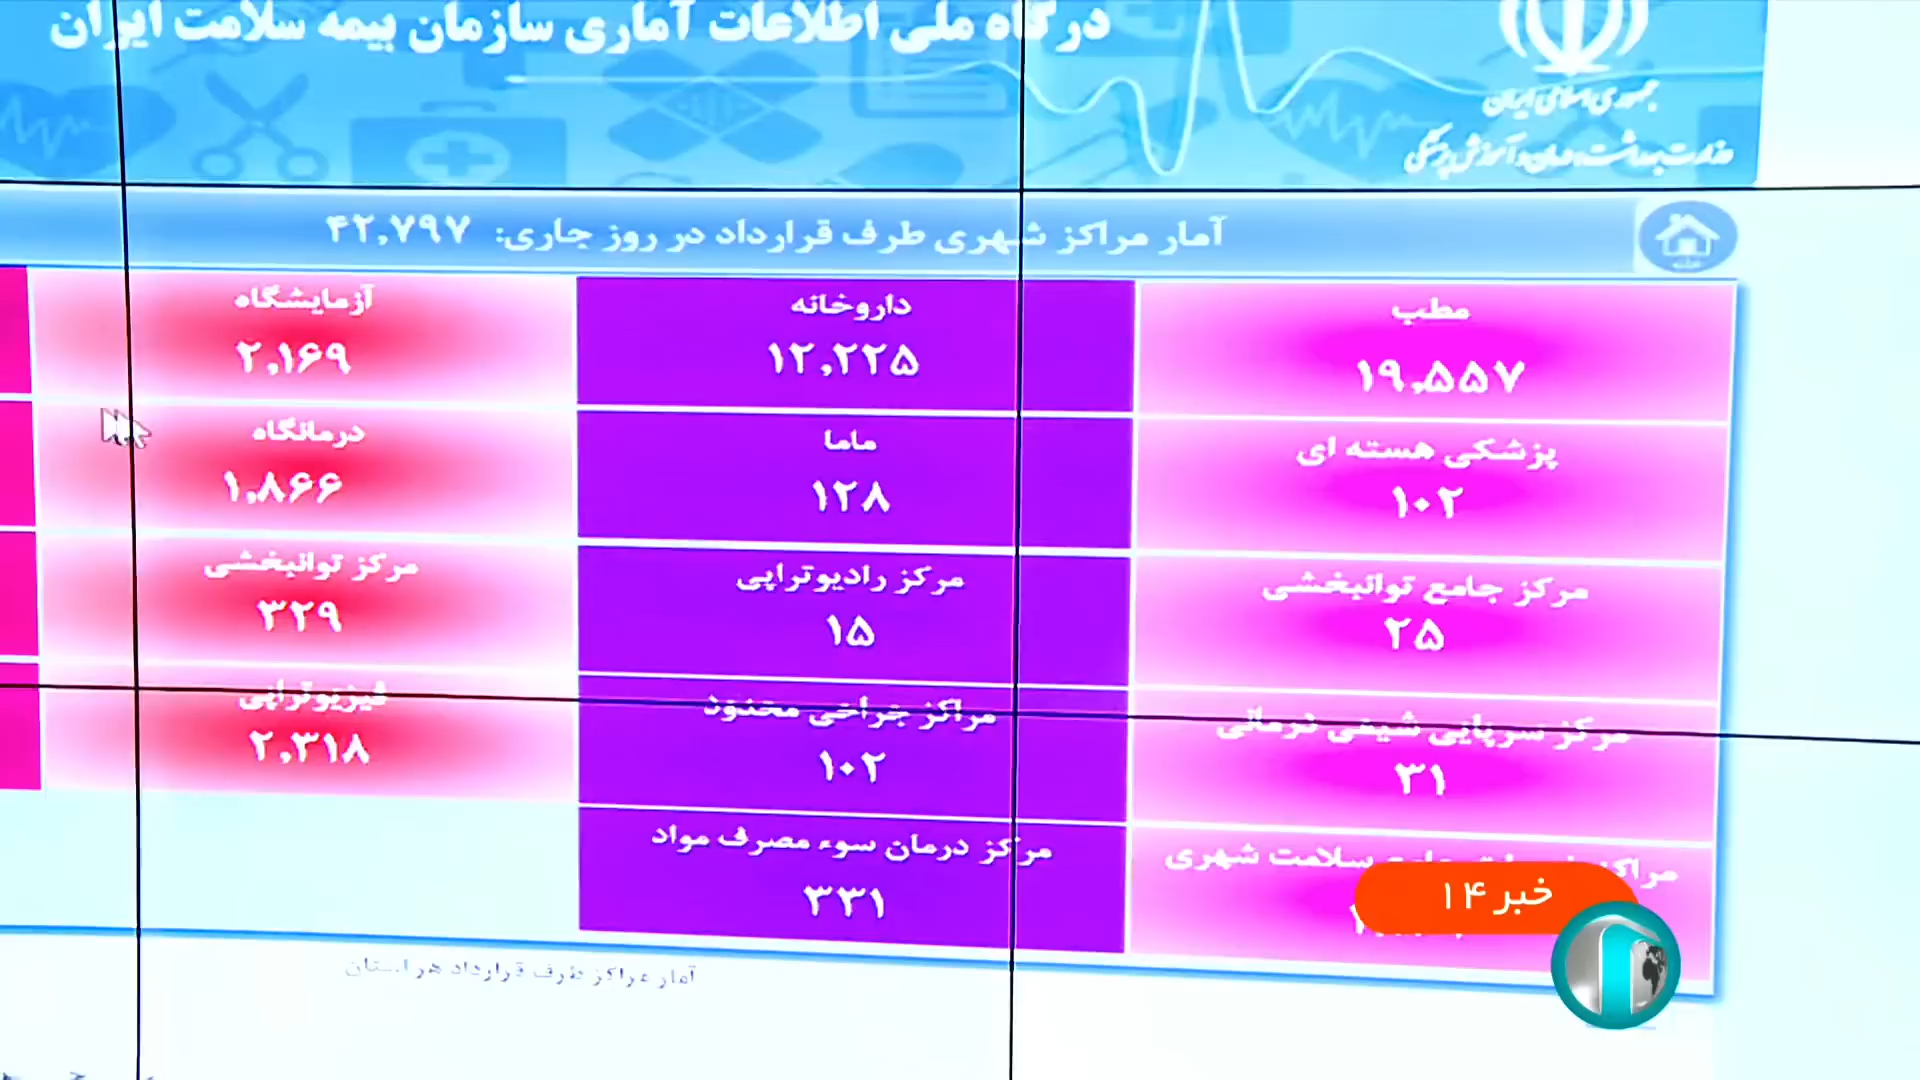 درگاه ملی اطلاعات آماری سازمان بیمه سلامت ایران
جمهوری اسلامی ایران
وزارت بهداشت، درمان و آموزش پزشکی
آمار مراکز شهری طرف قرارداد در روز جاری: ۴۲,۷۹۷
خانه
مطب
۱۹,۵۵۷
داروخانه
۱۲,۲۲۵
آزمایشگاه
۲,۱۶۹
پزشکی هسته ای
۱۰۲
ماما
۱۲۸
درمانگاه
۱,۸۶۶
مرکز جامع توانبخشی
۲۵
مرکز رادیوتراپی
۱۵
مرکز توانبخشی
۳۲۹
مرکز سرپایی شیمی درمانی
۳۱
مراکز جراحی محدود
۱۰۲
فیزیوتراپی
۲,۳۱۸
مراکز خدمات جامع سلامت شهری
مرکز درمان سوء مصرف مواد
۳۳۱
آمار مراکز طرف قرارداد هر استان
خبر ۱۴